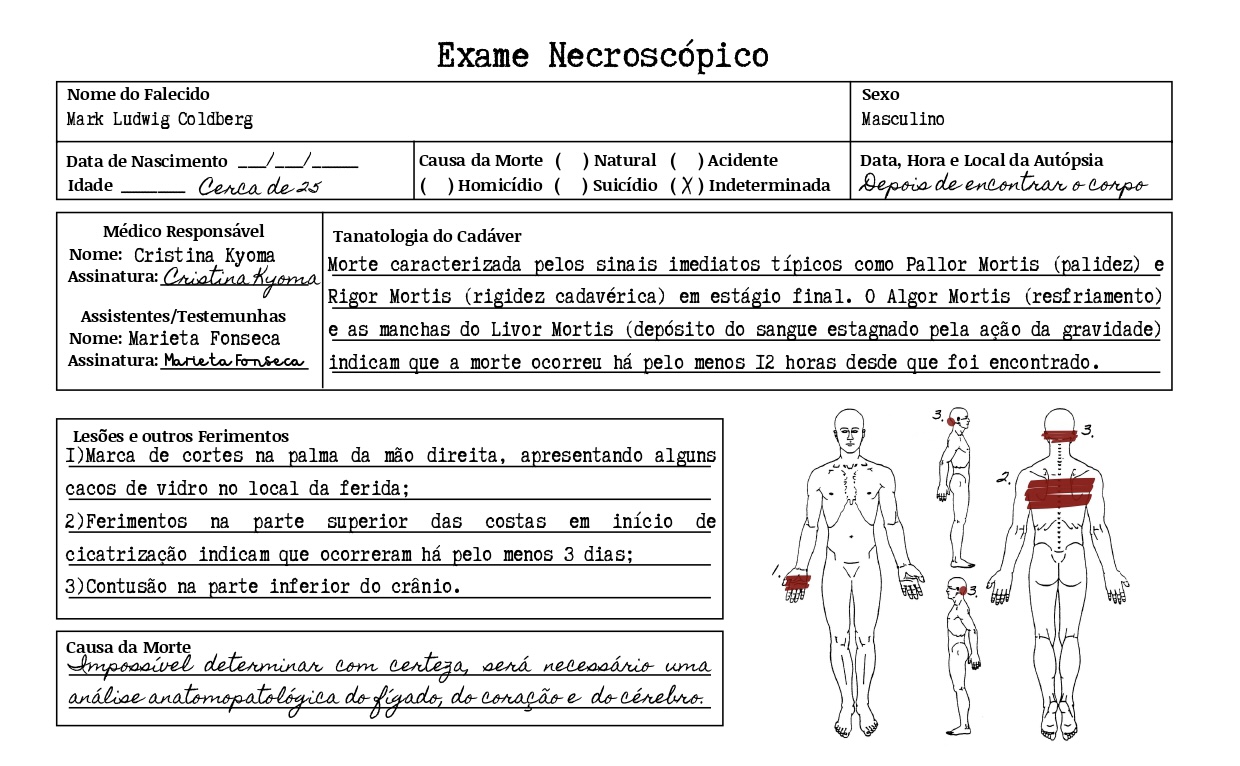 Exame Necroscópico
Nome do Falecido
Mark Ludwig Coldberg
Sexo
Masculino
Data de Nascimento __/__/____
Idade ______ Cerca de 25
Causa da Morte ( ) Natural ( ) Acidente
( ) Homicídio ( ) Suicídio (X) Indeterminada
Data, Hora e Local da Autópsia
Depois de encontrar o corpo
Médico Responsável
Nome: Cristina Kyoma
Assinatura: Cristina Kyoma
Assistentes/Testemunhas
Nome: Marieta Fonseca
Assinatura: Marieta Fonseca
Tanatologia do Cadáver
Morte caracterizada pelos sinais imediatos típicos como Pallor Mortis (palidez) e
Rigor Mortis (rigidez cadavérica) em estágio final. O Algor Mortis (resfriamento)
e as manchas do Livor Mortis (depósito do sangue estagnado pela ação da gravidade)
indicam que a morte ocorreu há pelo menos 12 horas desde que foi encontrado.
Lesões e outros Ferimentos
1)Marca de cortes na palma da mão direita, apresentando alguns
cacos de vidro no local da ferida;
2)Ferimentos na parte superior das costas em início de
cicatrização indicam que ocorreram há pelo menos 3 dias;
3)Contusão na parte inferior do crânio.
Causa da Morte
Impossível determinar com certeza, será necessário uma
análise anatomopatológica do fígado, do coração e do cérebro.
3.
3.
2.
1.
3.